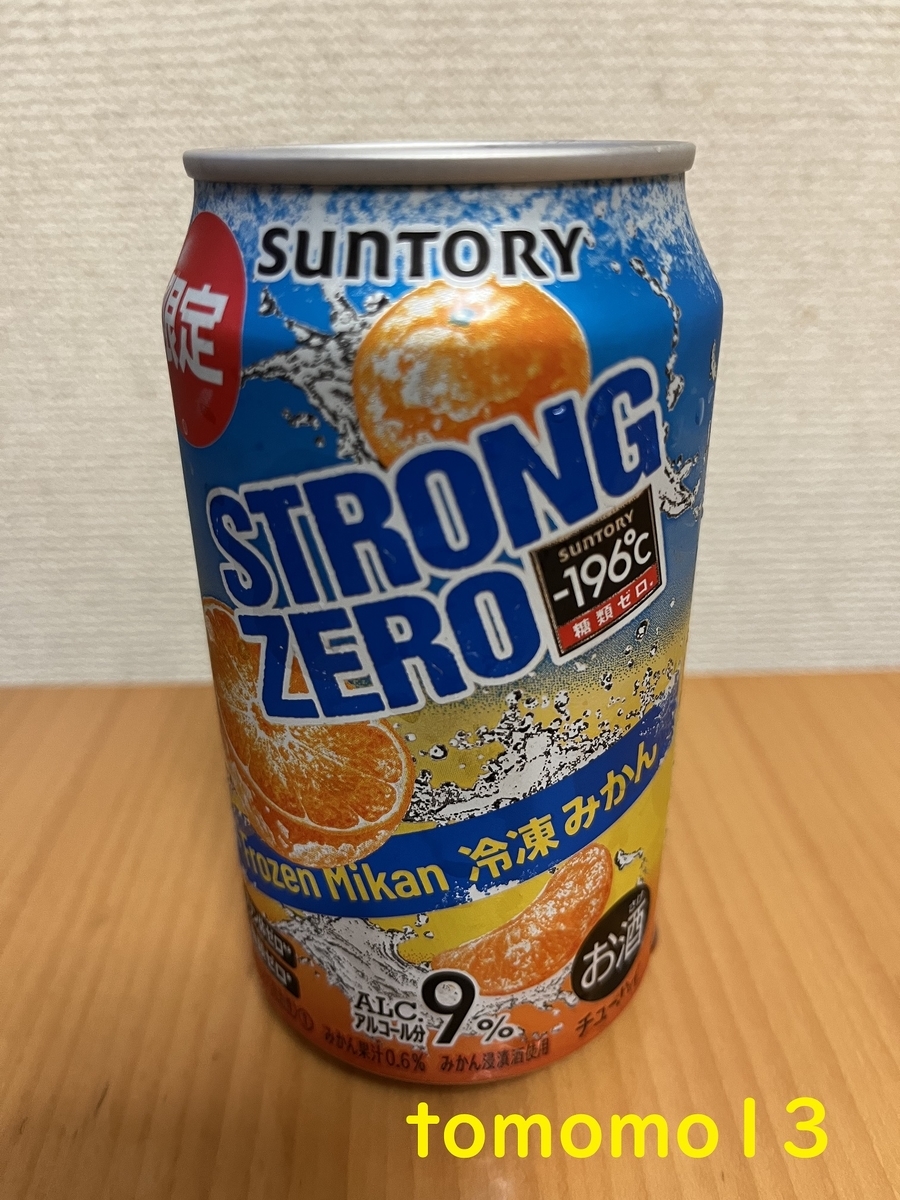 SUNTORY
限定
STRONG
ZERO
SUNTORY
-196℃
糖類ゼロ。
Frozen Mikan 冷凍みかん
お酒
ALC.
アルコール分
9%
みかん果汁0.6% みかん浸漬酒使用
tomomo13